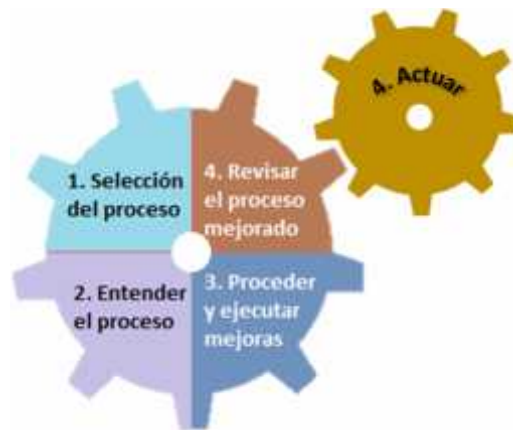 4. Actuar
1. Selección
del proceso
4. Revisar
el proceso
mejorado
2. Entender
el proceso
3. Proceder
y ejecutar
mejoras